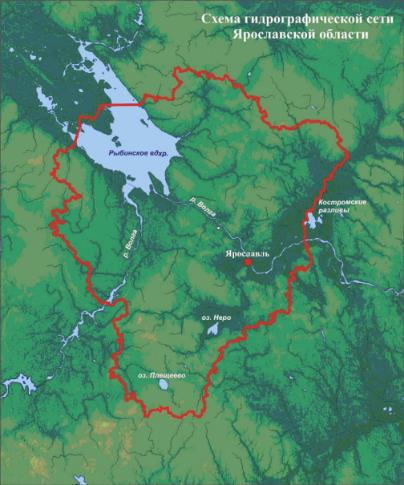 Схема гидрографической сети
Ярославской области
Рыбинское вдхр.
р. Волга
Костромские
разливы
р. Волга
Ярославль
оз. Неро
оз. Плещеево